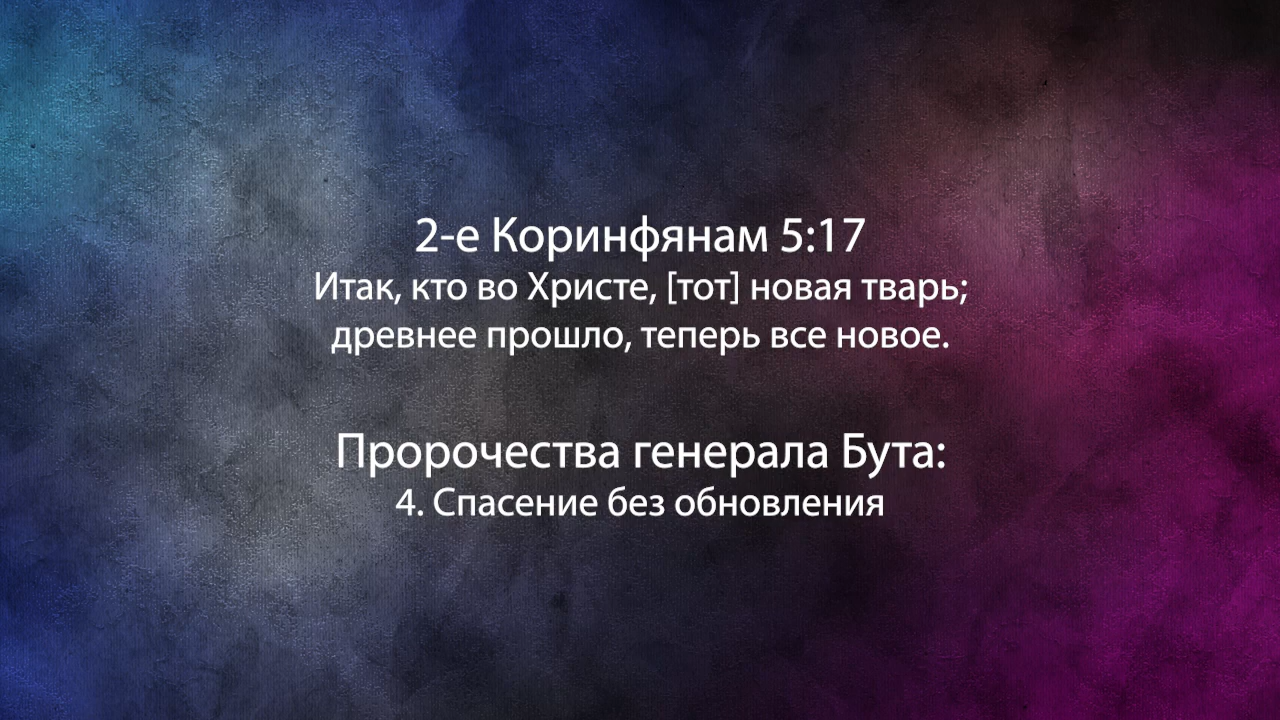 2-е Коринфянам 5:17
Итак, кто во Христе, [тот] новая тварь;
древнее прошло, теперь все новое.
Пророчества генерала Бута:
4. Спасение без обновления